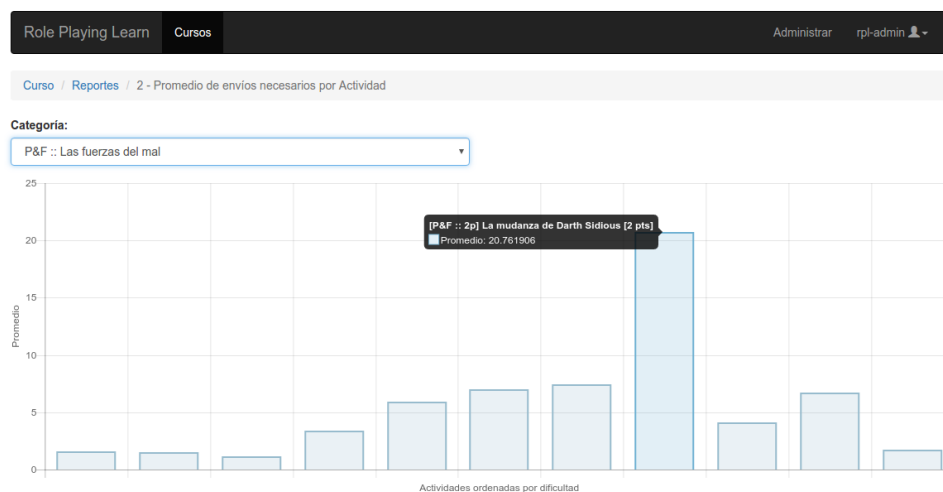 Role Playing Learn Cursos Administrar rpl-admin
Curso / Reportes / 2 - Promedio de envíos necesarios por Actividad
Categoría:
P&F :: Las fuerzas del mal
25
[P&F :: 2p] La mudanza de Darth Sidious [2 pts]
Promedio: 20.761906
20
15
Promedio
10
5
0
Actividades ordenadas por dificultad